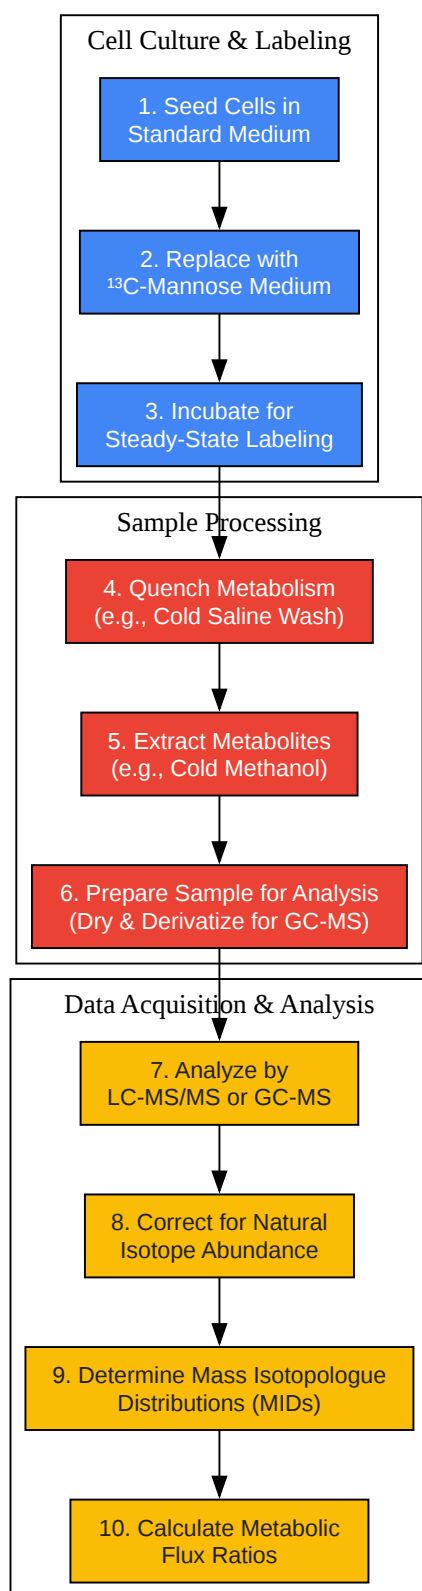 Cell Culture & Labeling
1. Seed Cells in
Standard Medium
2. Replace with
¹³C-Mannose Medium
3. Incubate for
Steady-State Labeling
Sample Processing
4. Quench Metabolism
(e.g., Cold Saline Wash)
5. Extract Metabolites
(e.g., Cold Methanol)
6. Prepare Sample for Analysis
(Dry & Derivatize for GC-MS)
Data Acquisition & Analysis
7. Analyze by
LC-MS/MS or GC-MS
8. Correct for Natural
Isotope Abundance
9. Determine Mass Isotopologue
Distributions (MIDs)
10. Calculate Metabolic
Flux Ratios